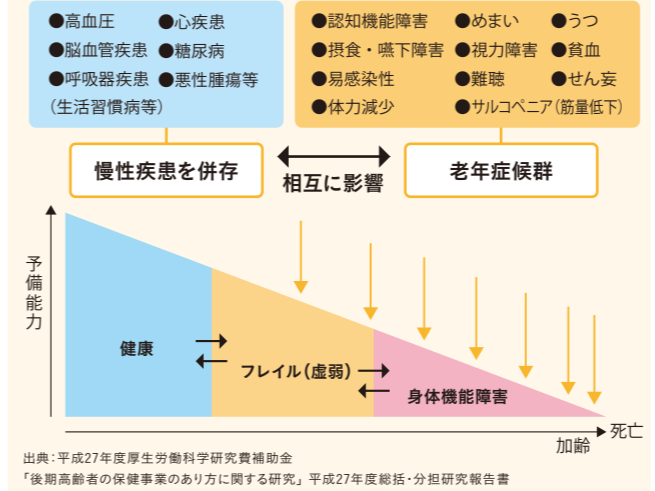 ●高血圧 ●心疾患
●脳血管疾患 ●糖尿病
●呼吸器疾患 ●悪性腫瘍等
(生活習慣病等)
●認知機能障害 ●めまい ●うつ
●摂食・嚥下障害 ●視力障害 ●貧血
●易感染性 ●難聴 ●せん妄
●体力減少 ●サルコペニア(筋量低下)
慢性疾患を併存
相互に影響
老年症候群
予備能力
健康
フレイル(虚弱)
身体機能障害
死亡
加齢
出典:平成27年度厚生労働科学研究費補助金
「後期高齢者の保健事業のあり方に関する研究」平成27年度総括・分担研究報告書